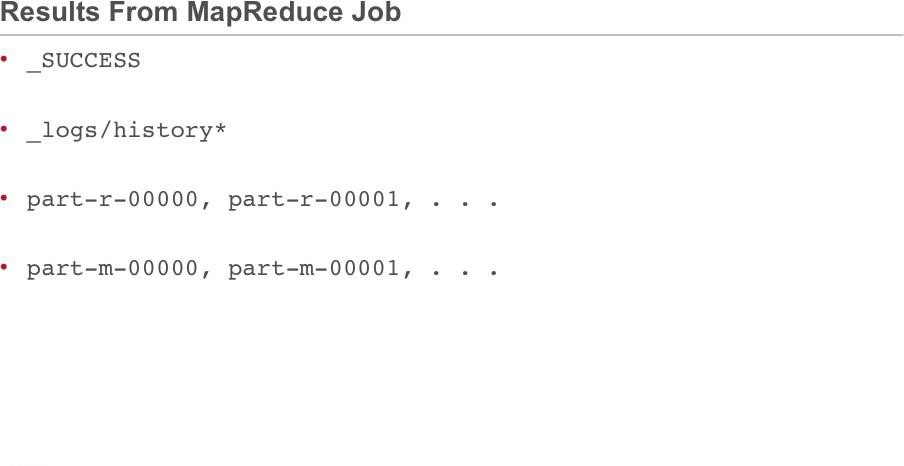 Results From MapReduce Job
• _SUCCESS
• _logs/history*
• part-r-00000, part-r-00001, . . .
• part-m-00000, part-m-00001, . . .